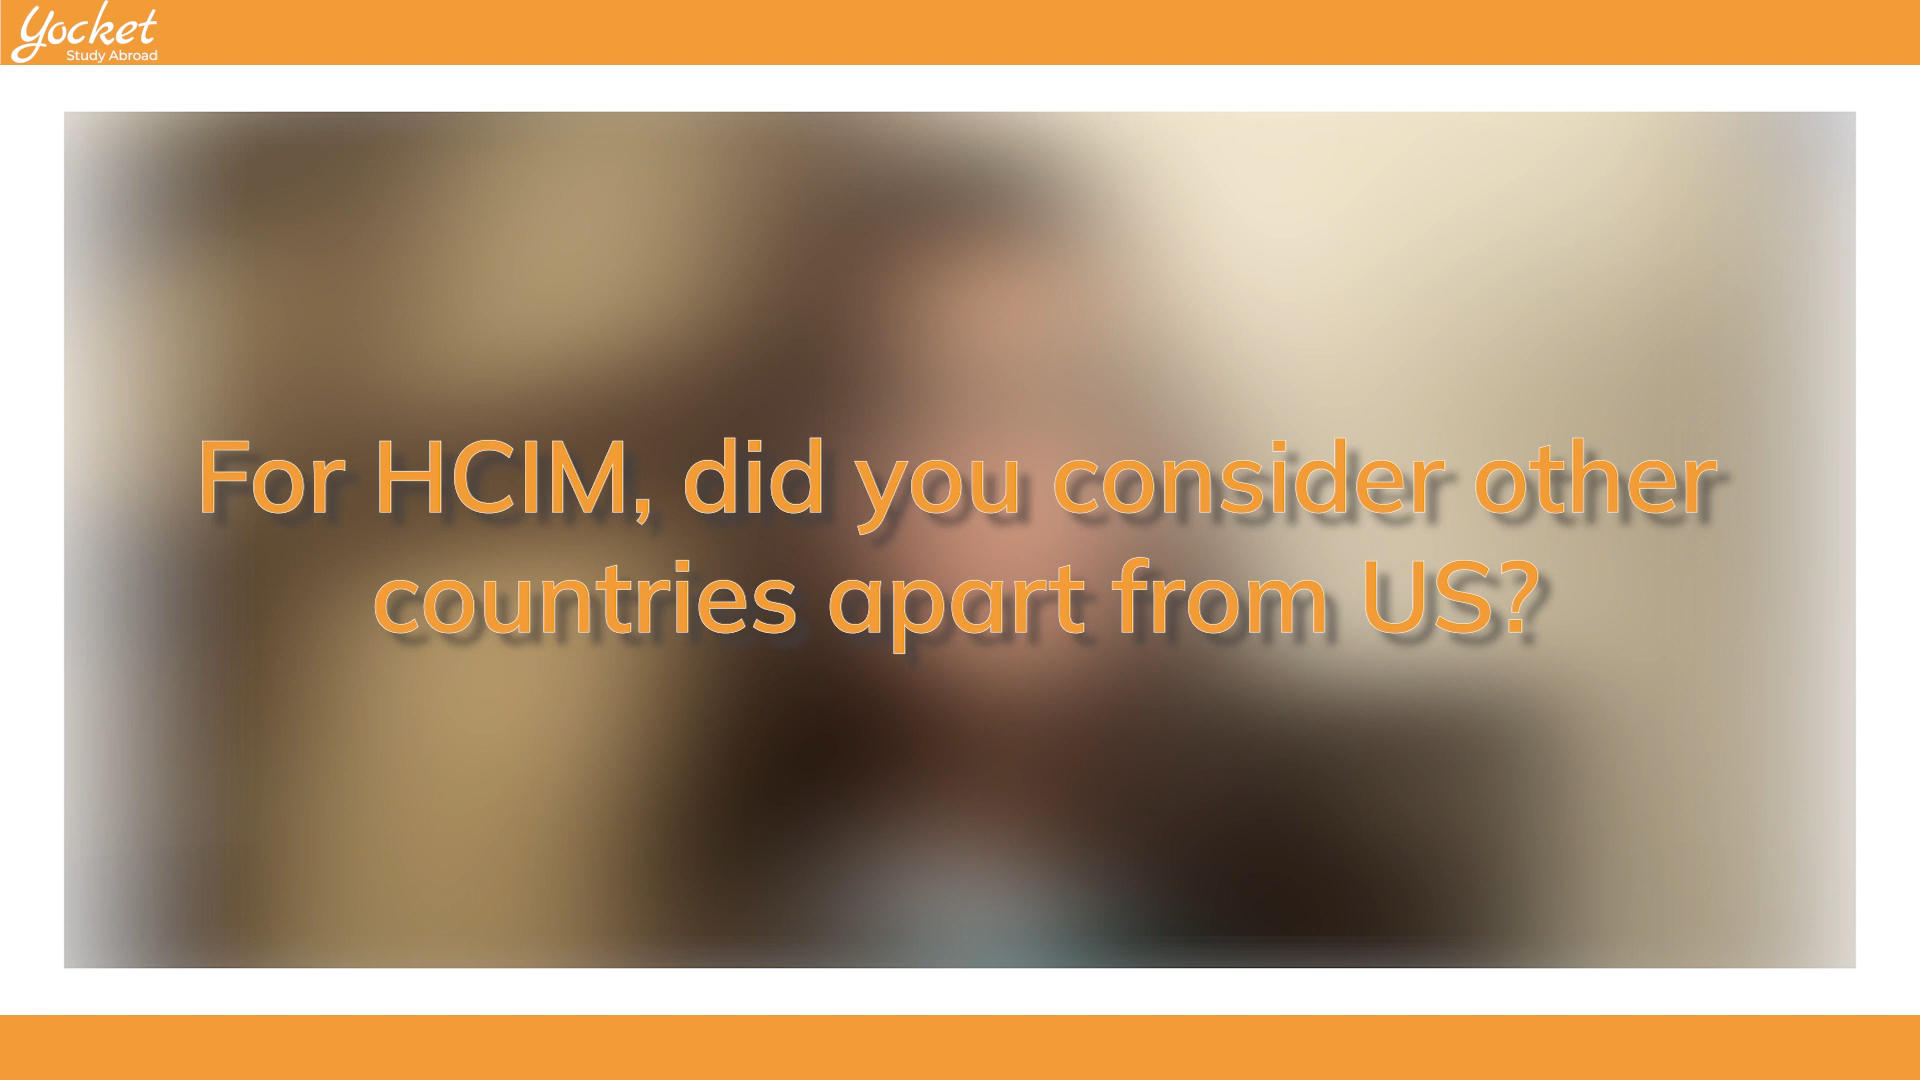 Yocket
Study Abroad
For HCIM, did you consider other
countries apart from US?